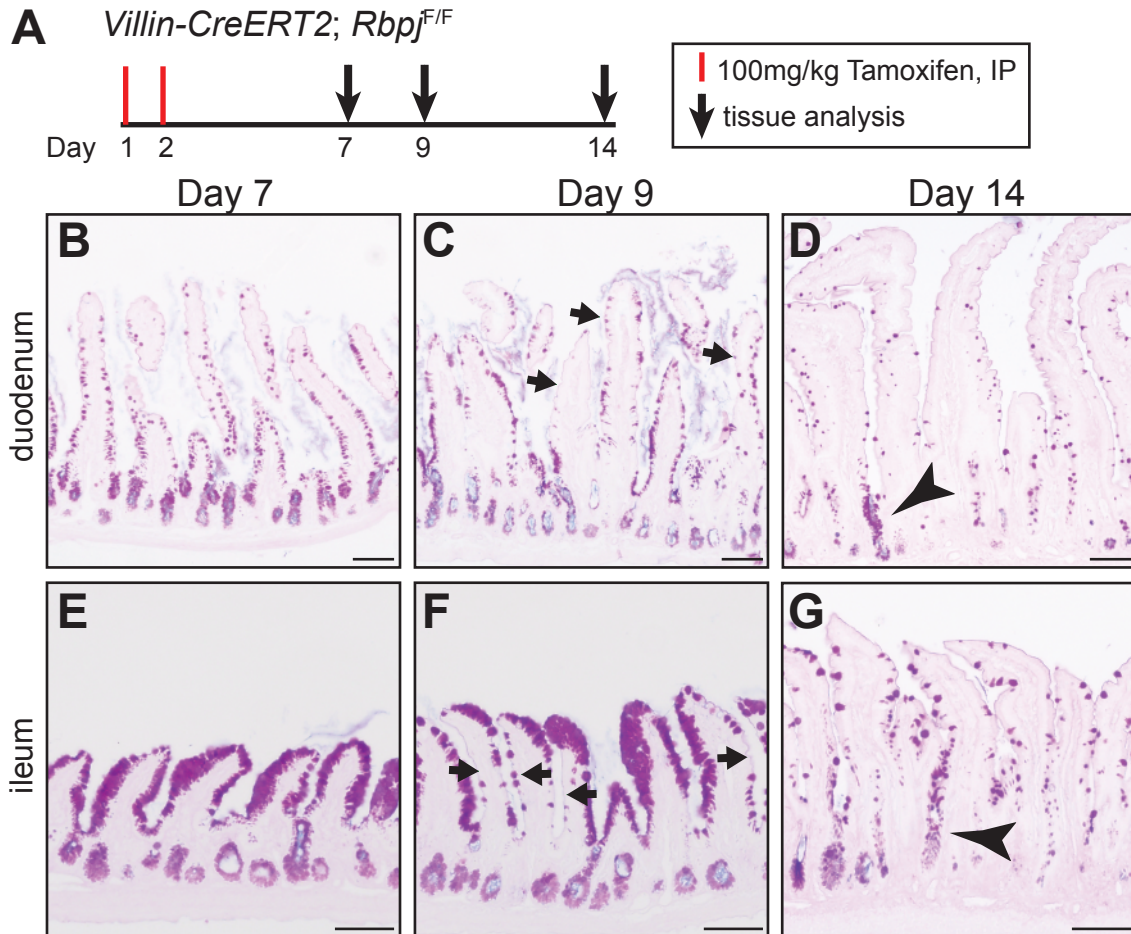 A
Villin-CreERT2; Rbpj^F/F
100mg/kg Tamoxifen, IP
tissue analysis
Day 1 2 7 9 14
Day 7 Day 9 Day 14
duodenum
B C D
ileum
E F G